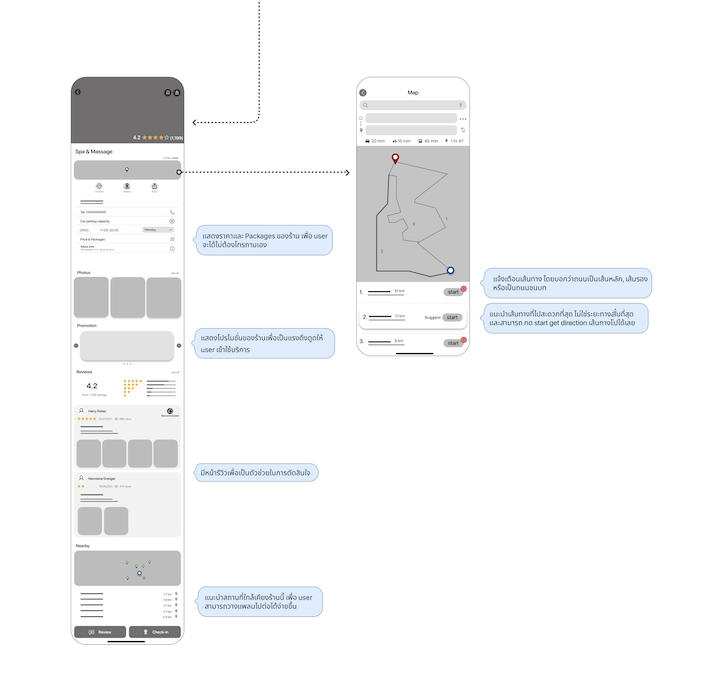 4.2 (1,199)
Spa & Massage
Tel. 0000000000
Car parking capacity
OPEN 11:00-20:00 Monday
Price & Packages
More Info
แสดงราคาและ Packages ของร้าน เพื่อ user
จะได้ไม่ต้องโทรถามเอง
Photos
Promotion
แสดงโปรโมชั่นของร้านเพื่อเป็นแรงดึงดูดให้
user เข้าใช้บริการ
Reviews
4.2
Harry Potter
มีหน้ารีวิวเพื่อเป็นตัวช่วยในการตัดสินใจ
Hermione Granger
Nearby
แนะนำสถานที่ใกล้เคียงร้านนี้ เพื่อ user
สามารถวางแพลนไปต่อได้ง่ายขึ้น
Review Check-in
Map
20 min 15 min 45 min 1 hr 47
1. 10 km start
2. 11 km Suggest start
3. 9 km start
แจ้งเตือนเส้นทาง โดยบอกว่าถนนเป็นเส้นหลัก, เส้นรอง
หรือเป็นถนนชนบท
แนะนำเส้นทางที่ไปสะดวกที่สุด ไม่ใช่ระยะทางสั้นที่สุด
และสามารถ กด start get direction เส้นทางไปได้เลย